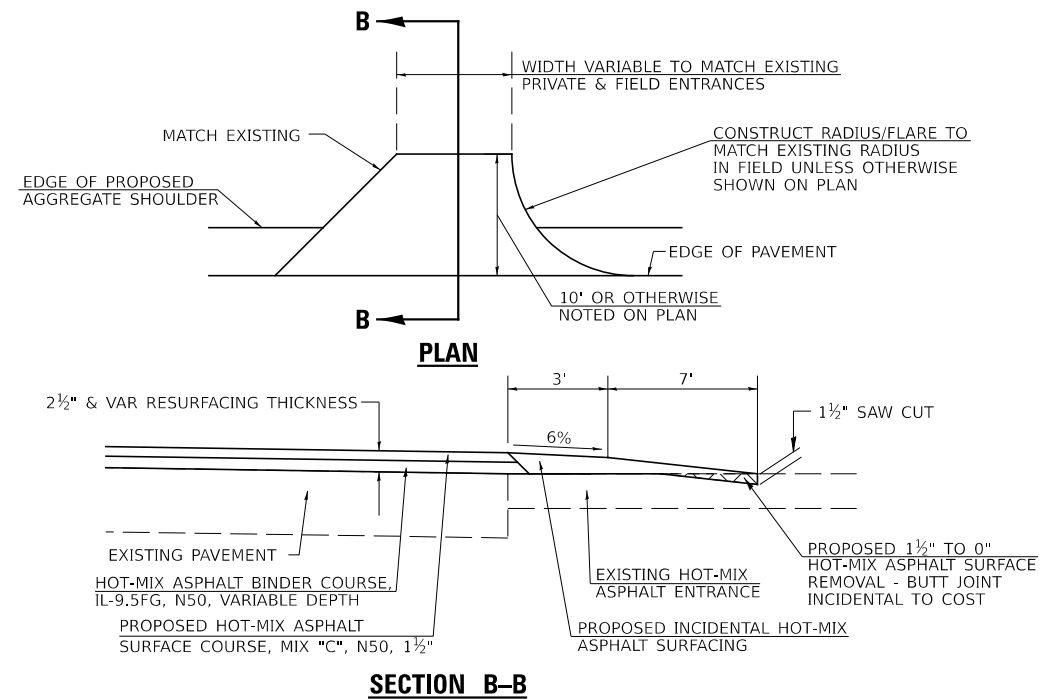 B
WIDTH VARIABLE TO MATCH EXISTING
PRIVATE & FIELD ENTRANCES
MATCH EXISTING
CONSTRUCT RADIUS/FLARE TO
MATCH EXISTING RADIUS
IN FIELD UNLESS OTHERWISE
SHOWN ON PLAN
EDGE OF PROPOSED
AGGREGATE SHOULDER
EDGE OF PAVEMENT
10' OR OTHERWISE
NOTED ON PLAN
B
PLAN
3'
7'
2½" & VAR RESURFACING THICKNESS
1½" SAW CUT
6%
EXISTING PAVEMENT
HOT-MIX ASPHALT BINDER COURSE,
IL-9.5FG, N50, VARIABLE DEPTH
PROPOSED HOT-MIX ASPHALT
SURFACE COURSE, MIX "C", N50, 1½"
EXISTING HOT-MIX
ASPHALT ENTRANCE
PROPOSED INCIDENTAL HOT-MIX
ASPHALT SURFACING
PROPOSED 1½" TO 0"
HOT-MIX ASPHALT SURFACE
REMOVAL - BUTT JOINT
INCIDENTAL TO COST
SECTION B-B